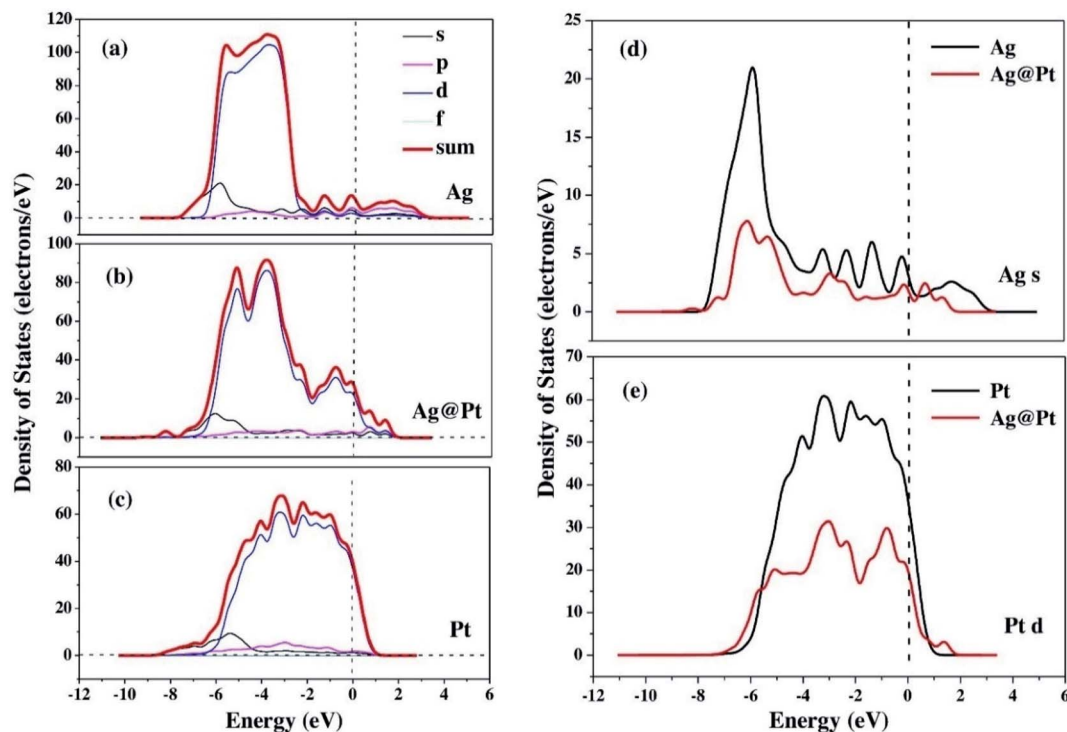 Density of States (electrons/eV)
120
100
80
60
40
20
0
(a)
s
p
d
f
sum
Ag
100
80
60
40
20
0
(b)
Ag@Pt
80
60
40
20
0
(c)
Pt
-12 -10 -8 -6 -4 -2 0 2 4 6
Energy (eV)
Density of States (electrons/eV)
25
20
15
10
5
0
(d)
Ag
Ag@Pt
Ag s
70
60
50
40
30
20
10
0
(e)
Pt
Ag@Pt
Pt d
-12 -10 -8 -6 -4 -2 0 2 4 6
Energy (eV)